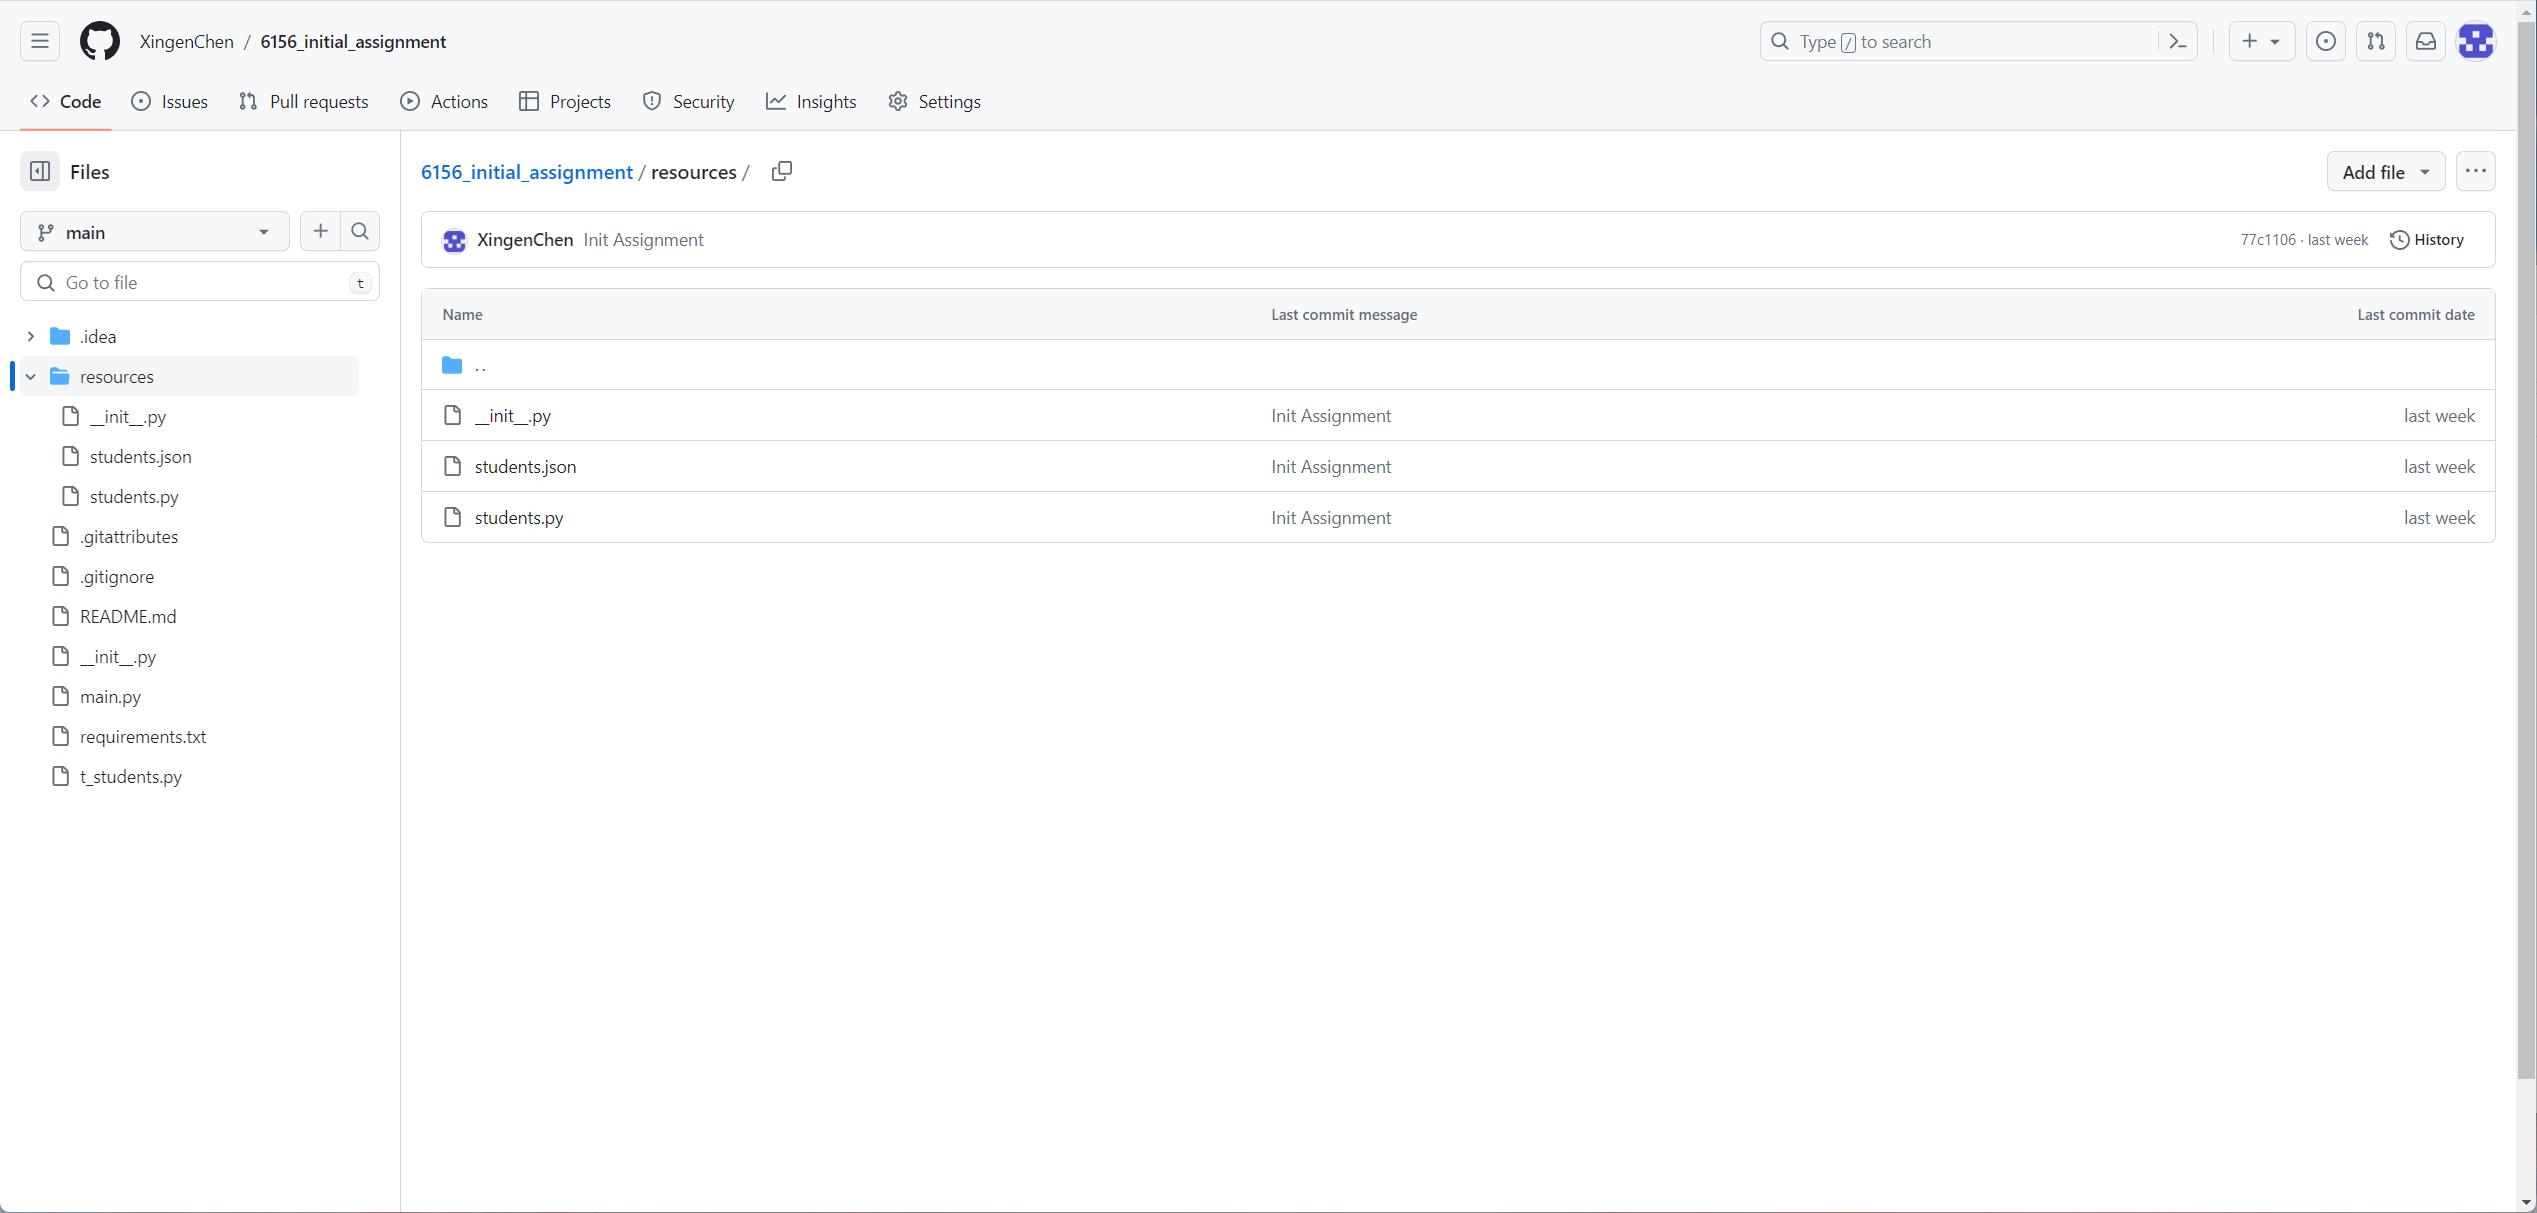 XingenChen / 6156_initial_assignment
Type / to search
Code Issues Pull requests Actions Projects Security Insights Settings
Files
main
Go to file t
.idea
resources
__init__.py
students.json
students.py
.gitattributes
.gitignore
README.md
__init__.py
main.py
requirements.txt
t_students.py
6156_initial_assignment / resources /
Add file
XingenChen Init Assignment 77c1106 · last week History
Name Last commit message Last commit date
..
__init__.py Init Assignment last week
students.json Init Assignment last week
students.py Init Assignment last week